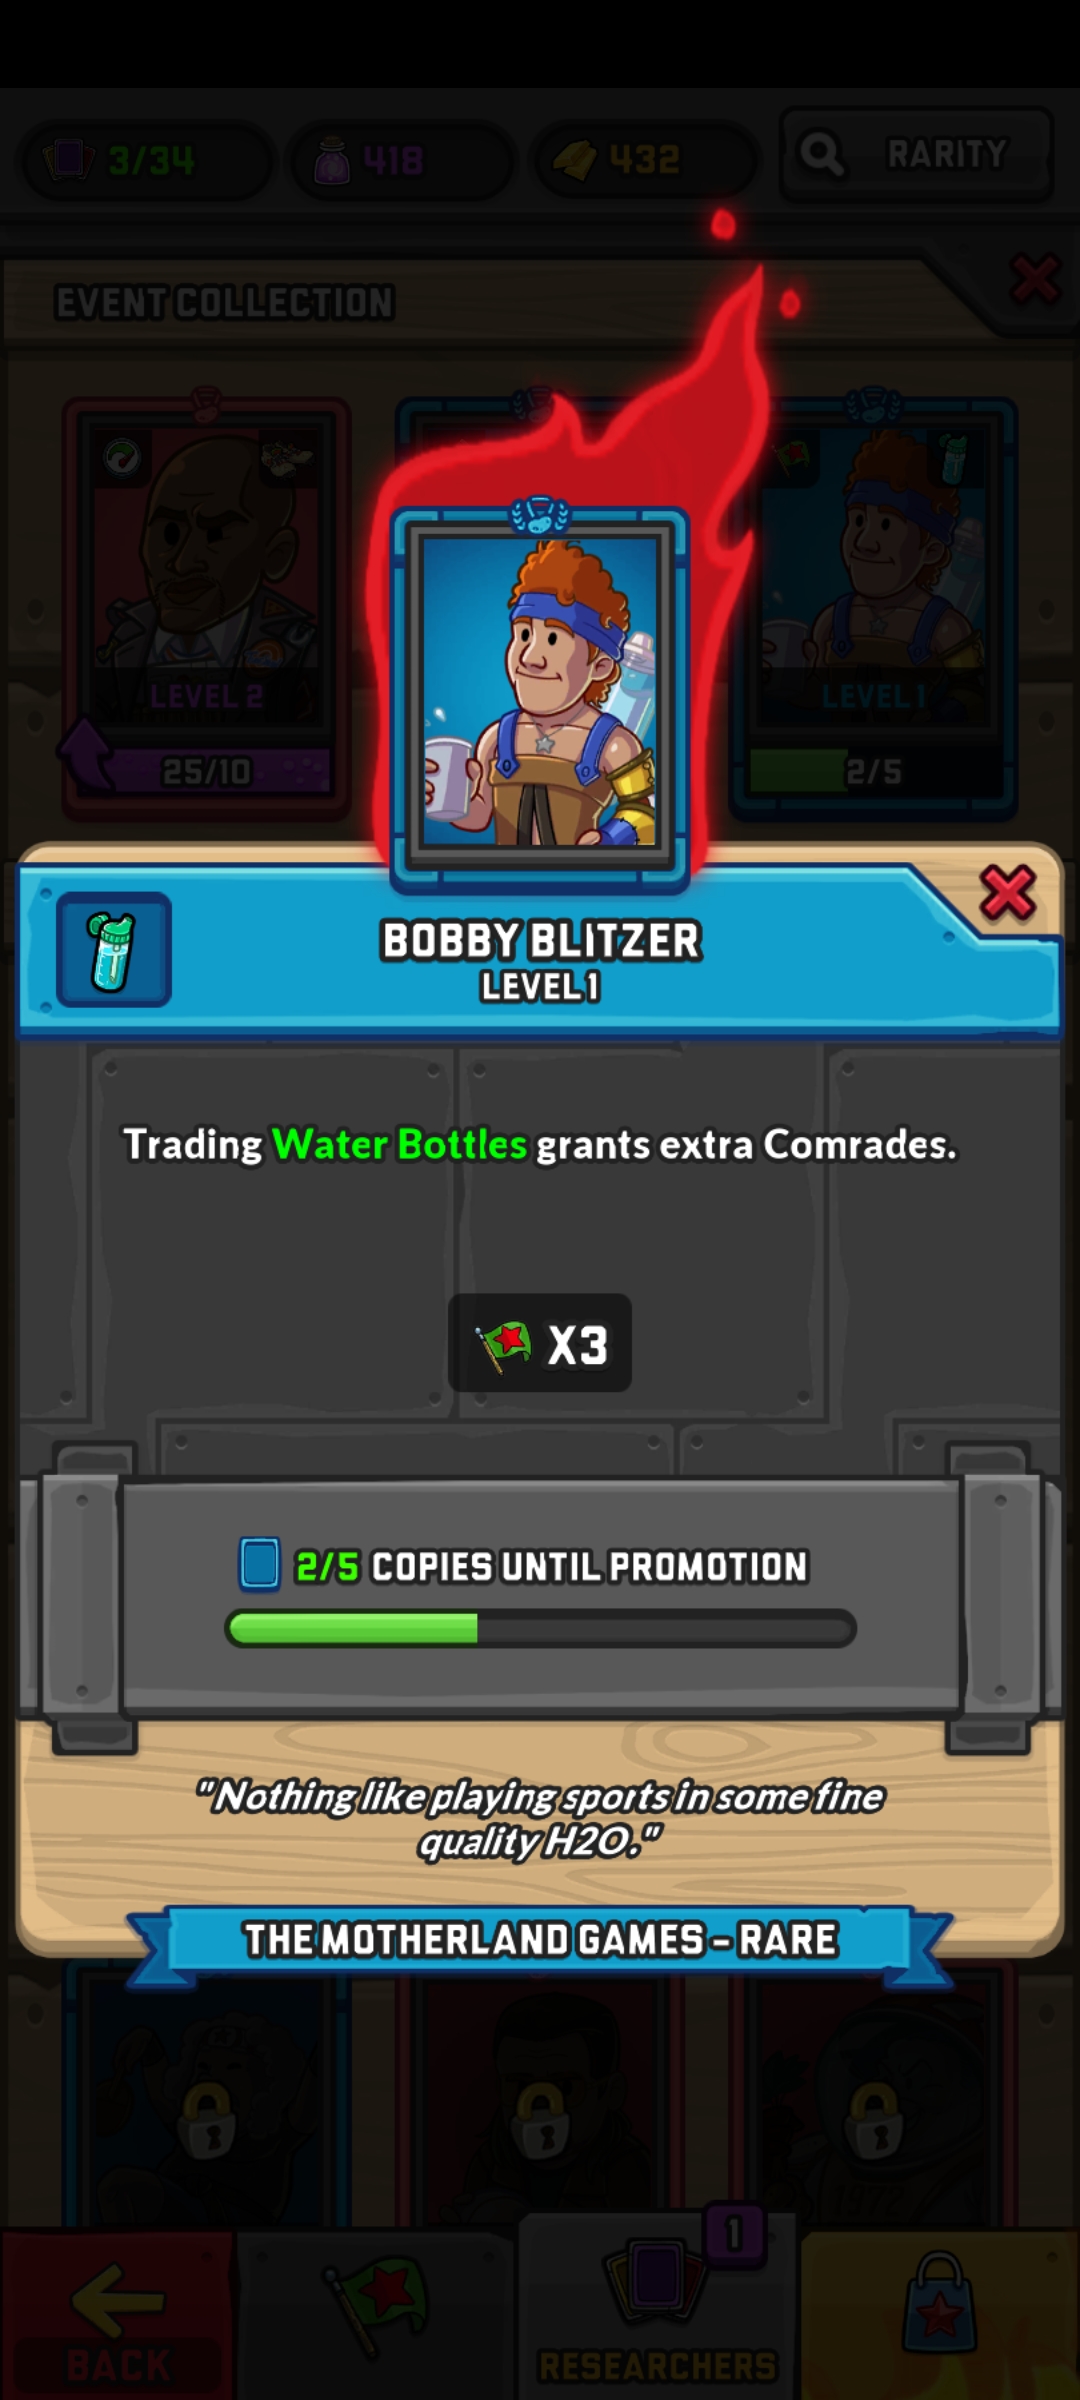 3/34
418
432
RARITY
EVENT COLLECTION
LEVEL 2
LEVEL 1
25/10
2/5
BOBBY BLITZER
LEVEL 1
Trading Water Bottles grants extra Comrades.
X3
2/5 COPIES UNTIL PROMOTION
"Nothing like playing sports in some fine
quality H2O."
THE MOTHERLAND GAMES - RARE
1972
1
BACK
RESEARCHERS